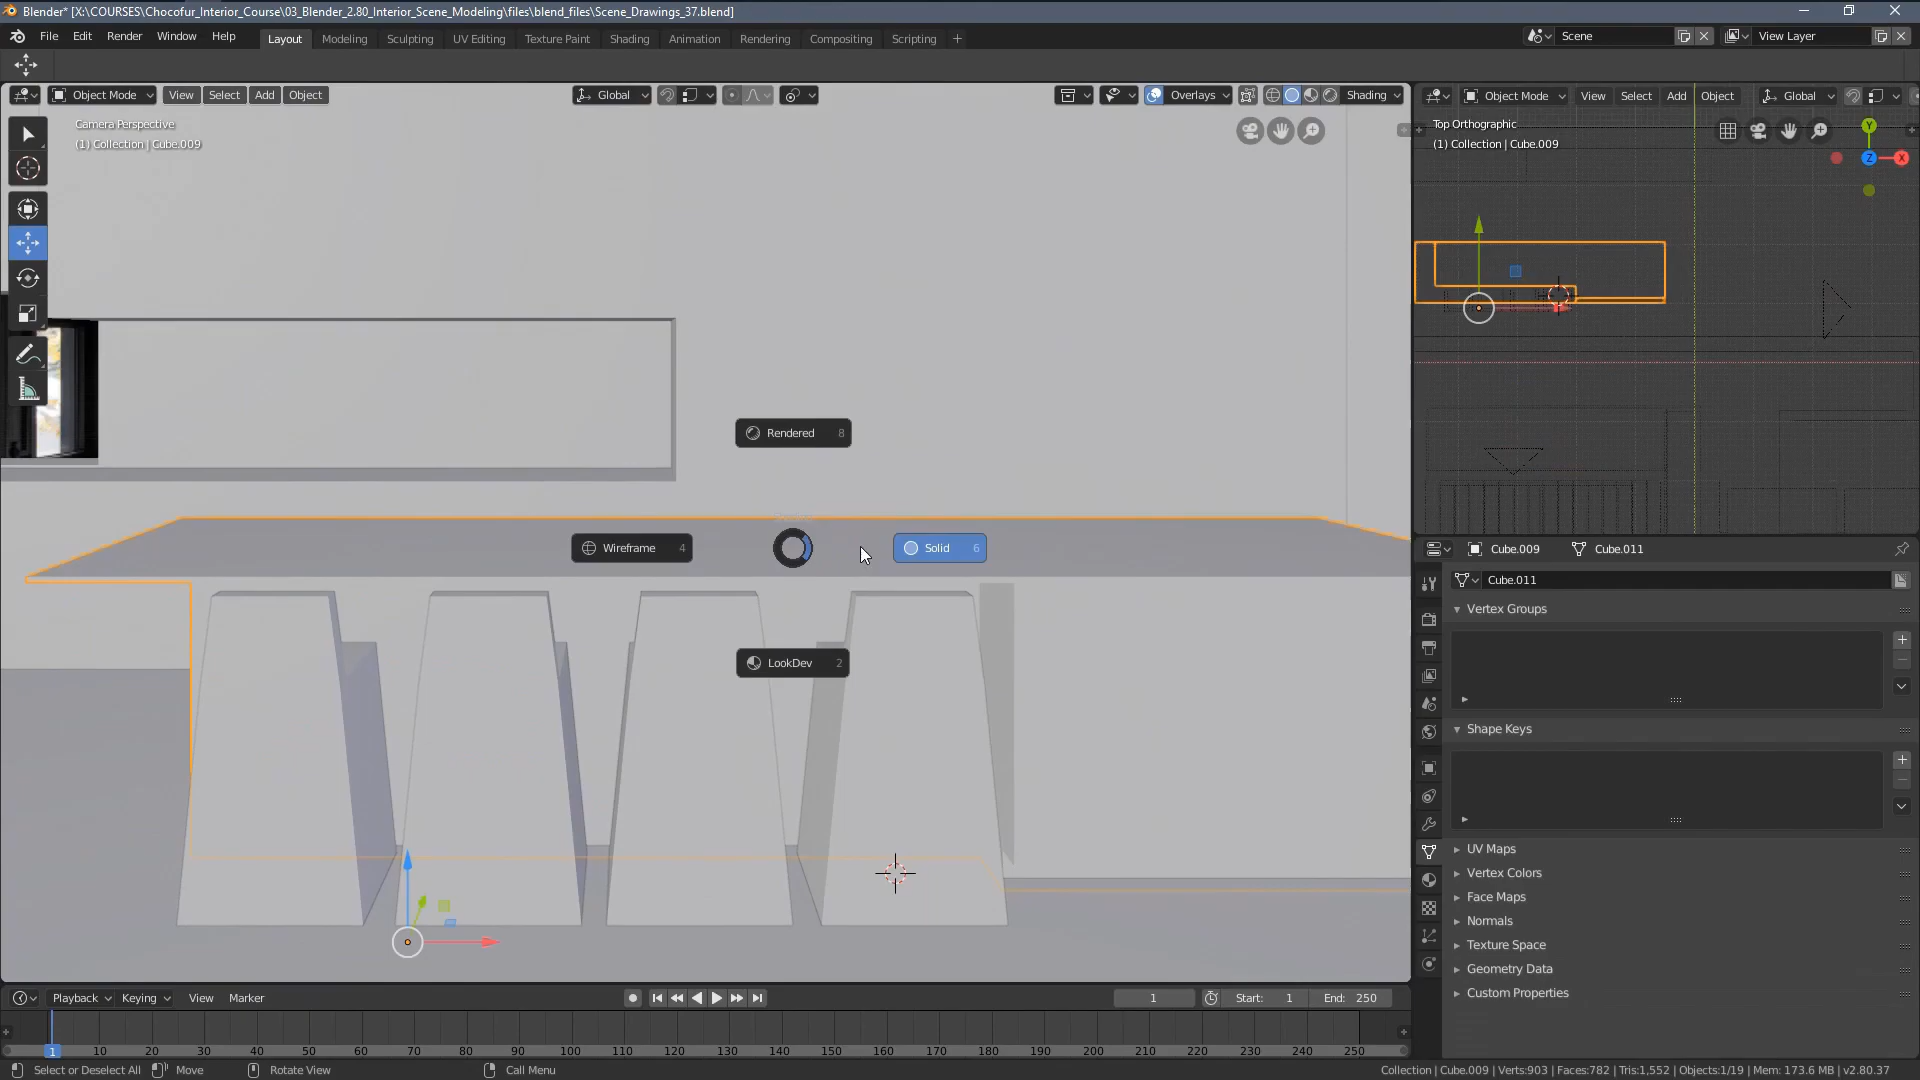 Blender* [X:\COURSES\Chocofur_Interior_Course\03_Blender_2.80_Interior_Scene_Modeling\files\blend_files\Scene_Drawings_37.blend]
File Edit Render Window Help Layout Modeling Sculpting UV Editing Texture Paint Shading Animation Rendering Compositing Scripting + Scene View Layer
Object Mode View Select Add Object Global Overlays Shading Object Mode View Select Add Object Global
Camera Perspective
(1) Collection | Cube.009
Top Orthographic
(1) Collection | Cube.009
Y
Z
X
Rendered 8
Wireframe 4
Solid 6
LookDev 2
Cube.009 Cube.011
Cube.011
Vertex Groups
Shape Keys
UV Maps
Vertex Colors
Face Maps
Normals
Texture Space
Geometry Data
Custom Properties
Playback Keying View Marker 1 Start: 1 End: 250
1 10 20 30 40 50 60 70 80 90 100 110 120 130 140 150 160 170 180 190 200 210 220 230 240 250
Select or Deselect All Move Rotate View Call Menu Collection | Cube.009 | Verts:903 | Faces:782 | Tris:1,552 | Objects:1/19 | Mem: 173.6 MB | v2.80.37